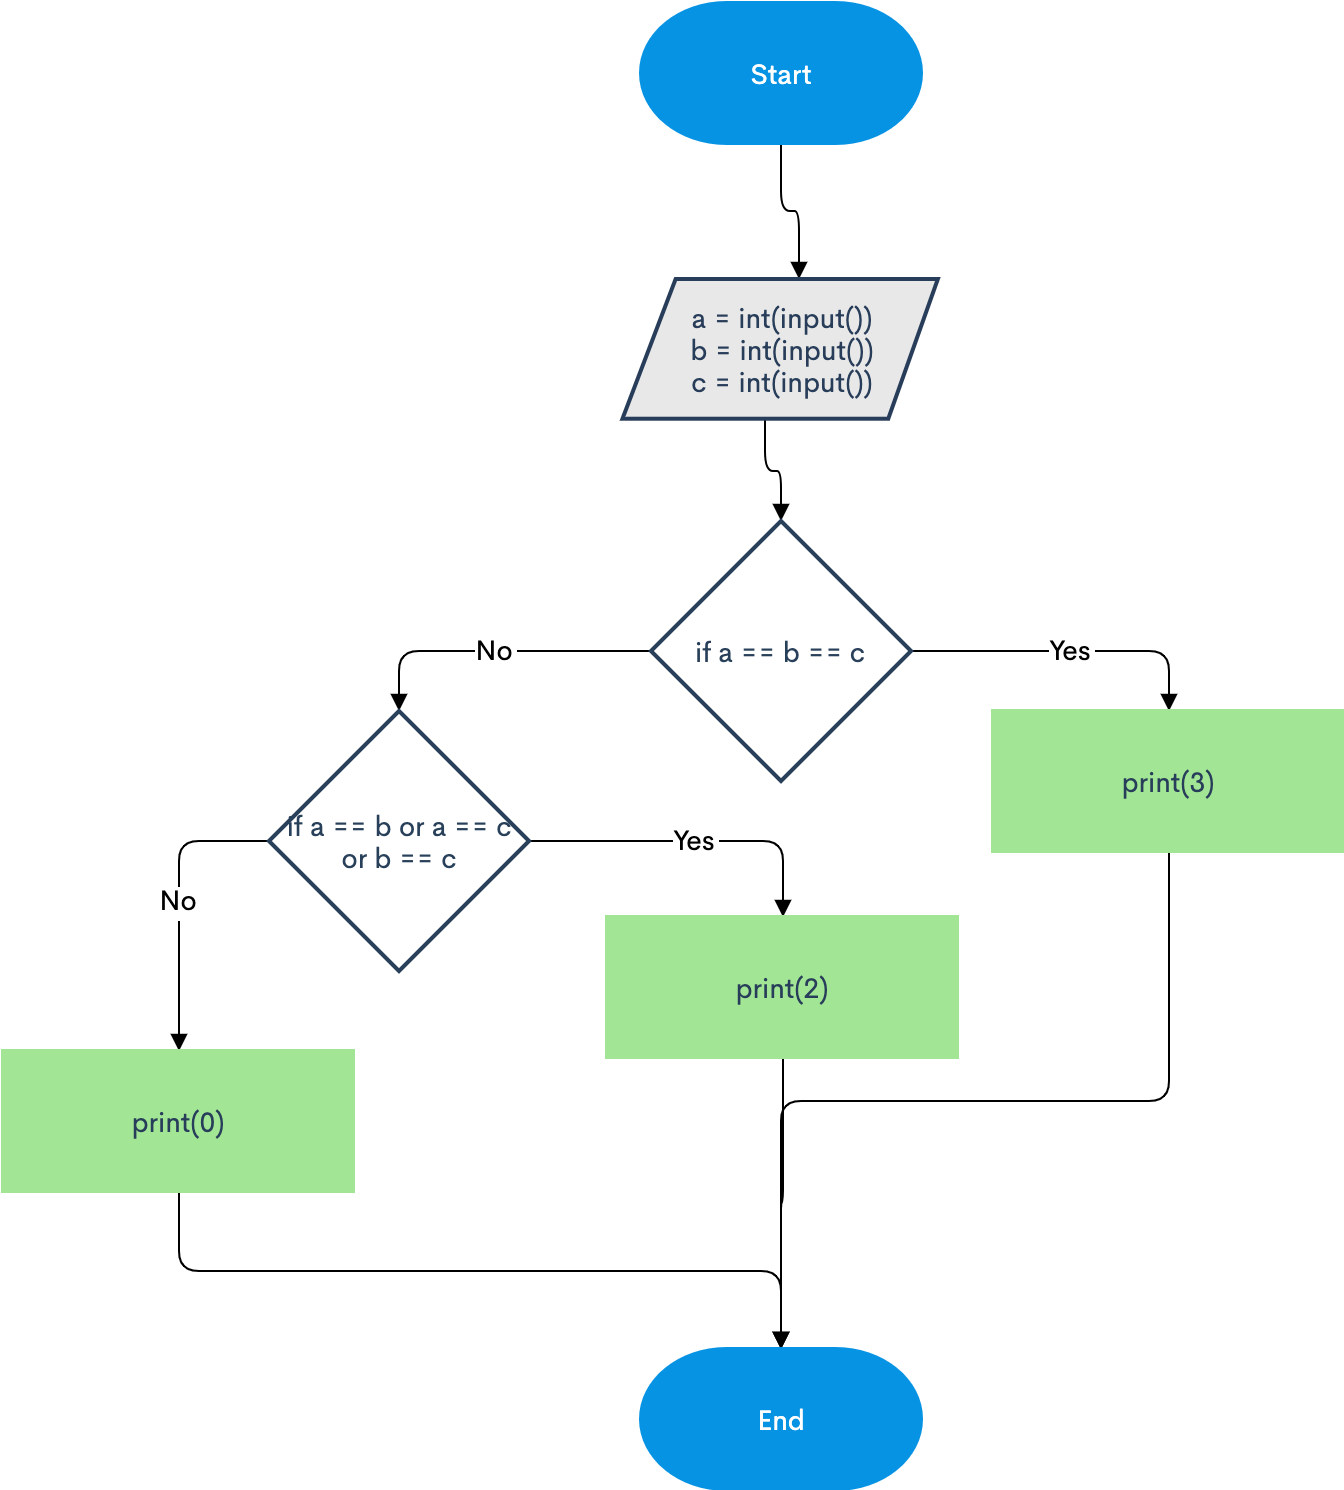 Start
a = int(input())
b = int(input())
c = int(input())
if a == b == c
No
Yes
print(3)
if a == b or a == c
or b == c
Yes
No
print(2)
print(0)
End